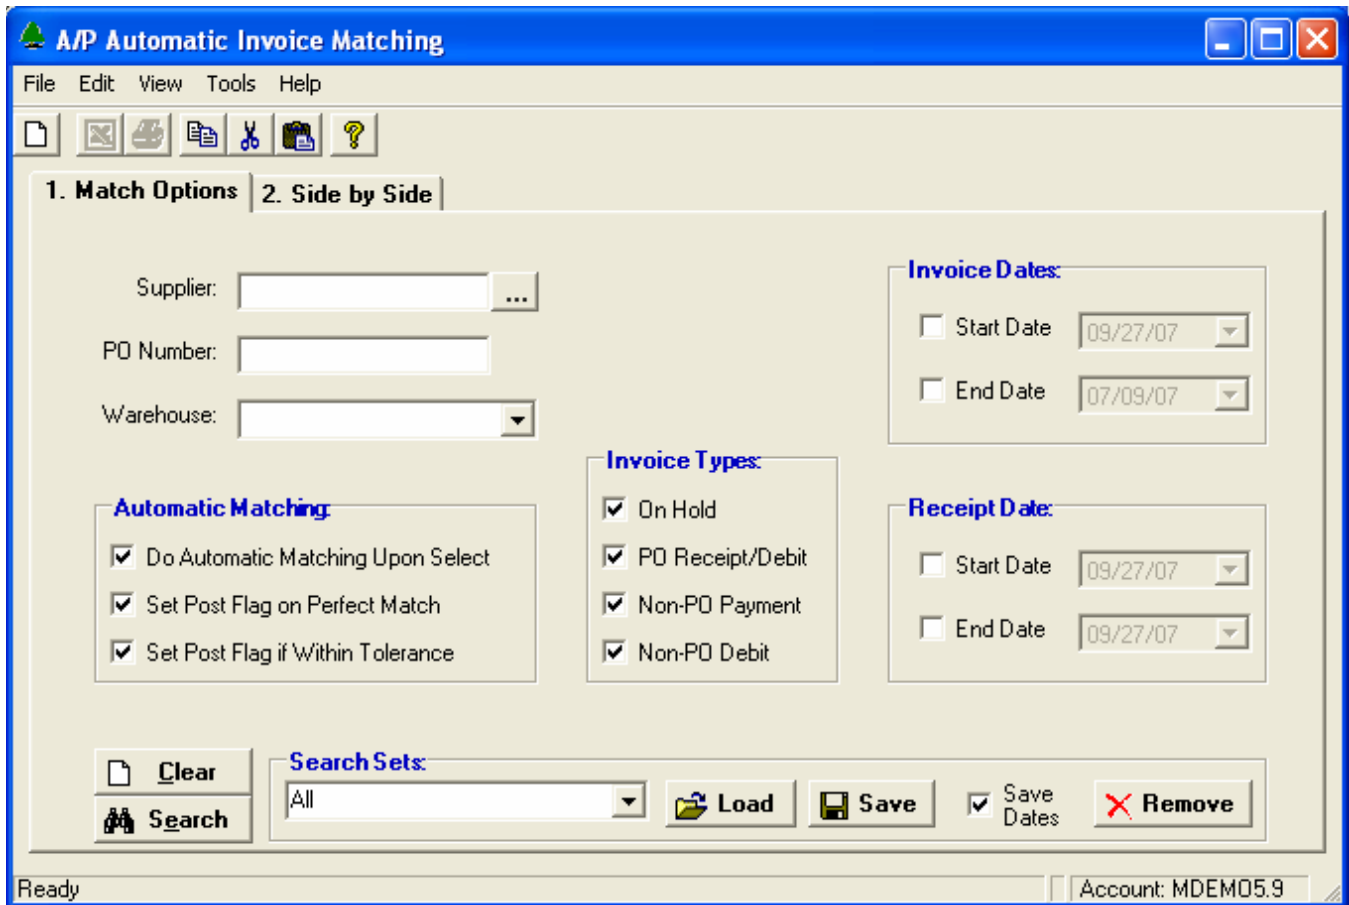 A/P Automatic Invoice Matching
File Edit View Tools Help
1. Match Options
2. Side by Side
Supplier:
...
PO Number:
Warehouse:
Invoice Dates:
Start Date 09/27/07
End Date 07/09/07
Automatic Matching:
Do Automatic Matching Upon Select
Set Post Flag on Perfect Match
Set Post Flag if Within Tolerance
Invoice Types:
On Hold
PO Receipt/Debit
Non-PO Payment
Non-PO Debit
Receipt Date:
Start Date 09/27/07
End Date 09/27/07
Clear
Search
Search Sets:
All
Load
Save
Save
Dates
Remove
Ready
Account: MDEMO5.9